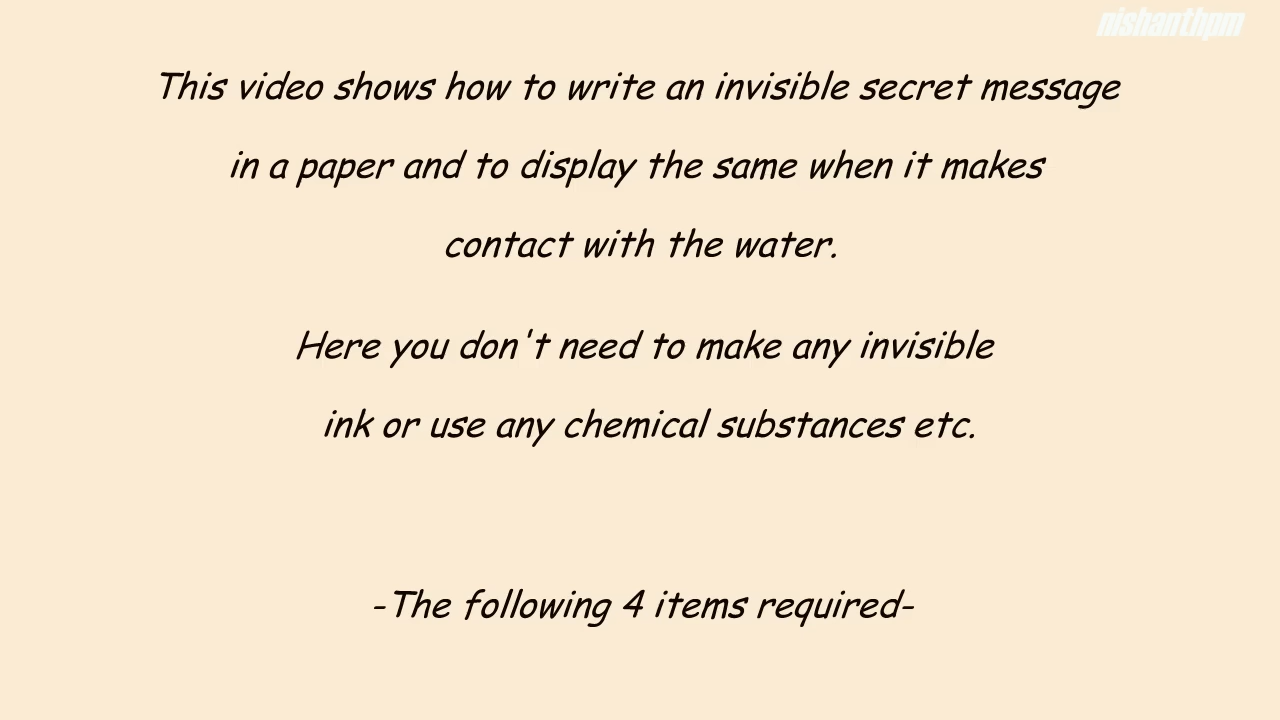 nishanthpm
This video shows how to write an invisible secret message
in a paper and to display the same when it makes
contact with the water.
Here you don't need to make any invisible
ink or use any chemical substances etc.
-The following 4 items required-